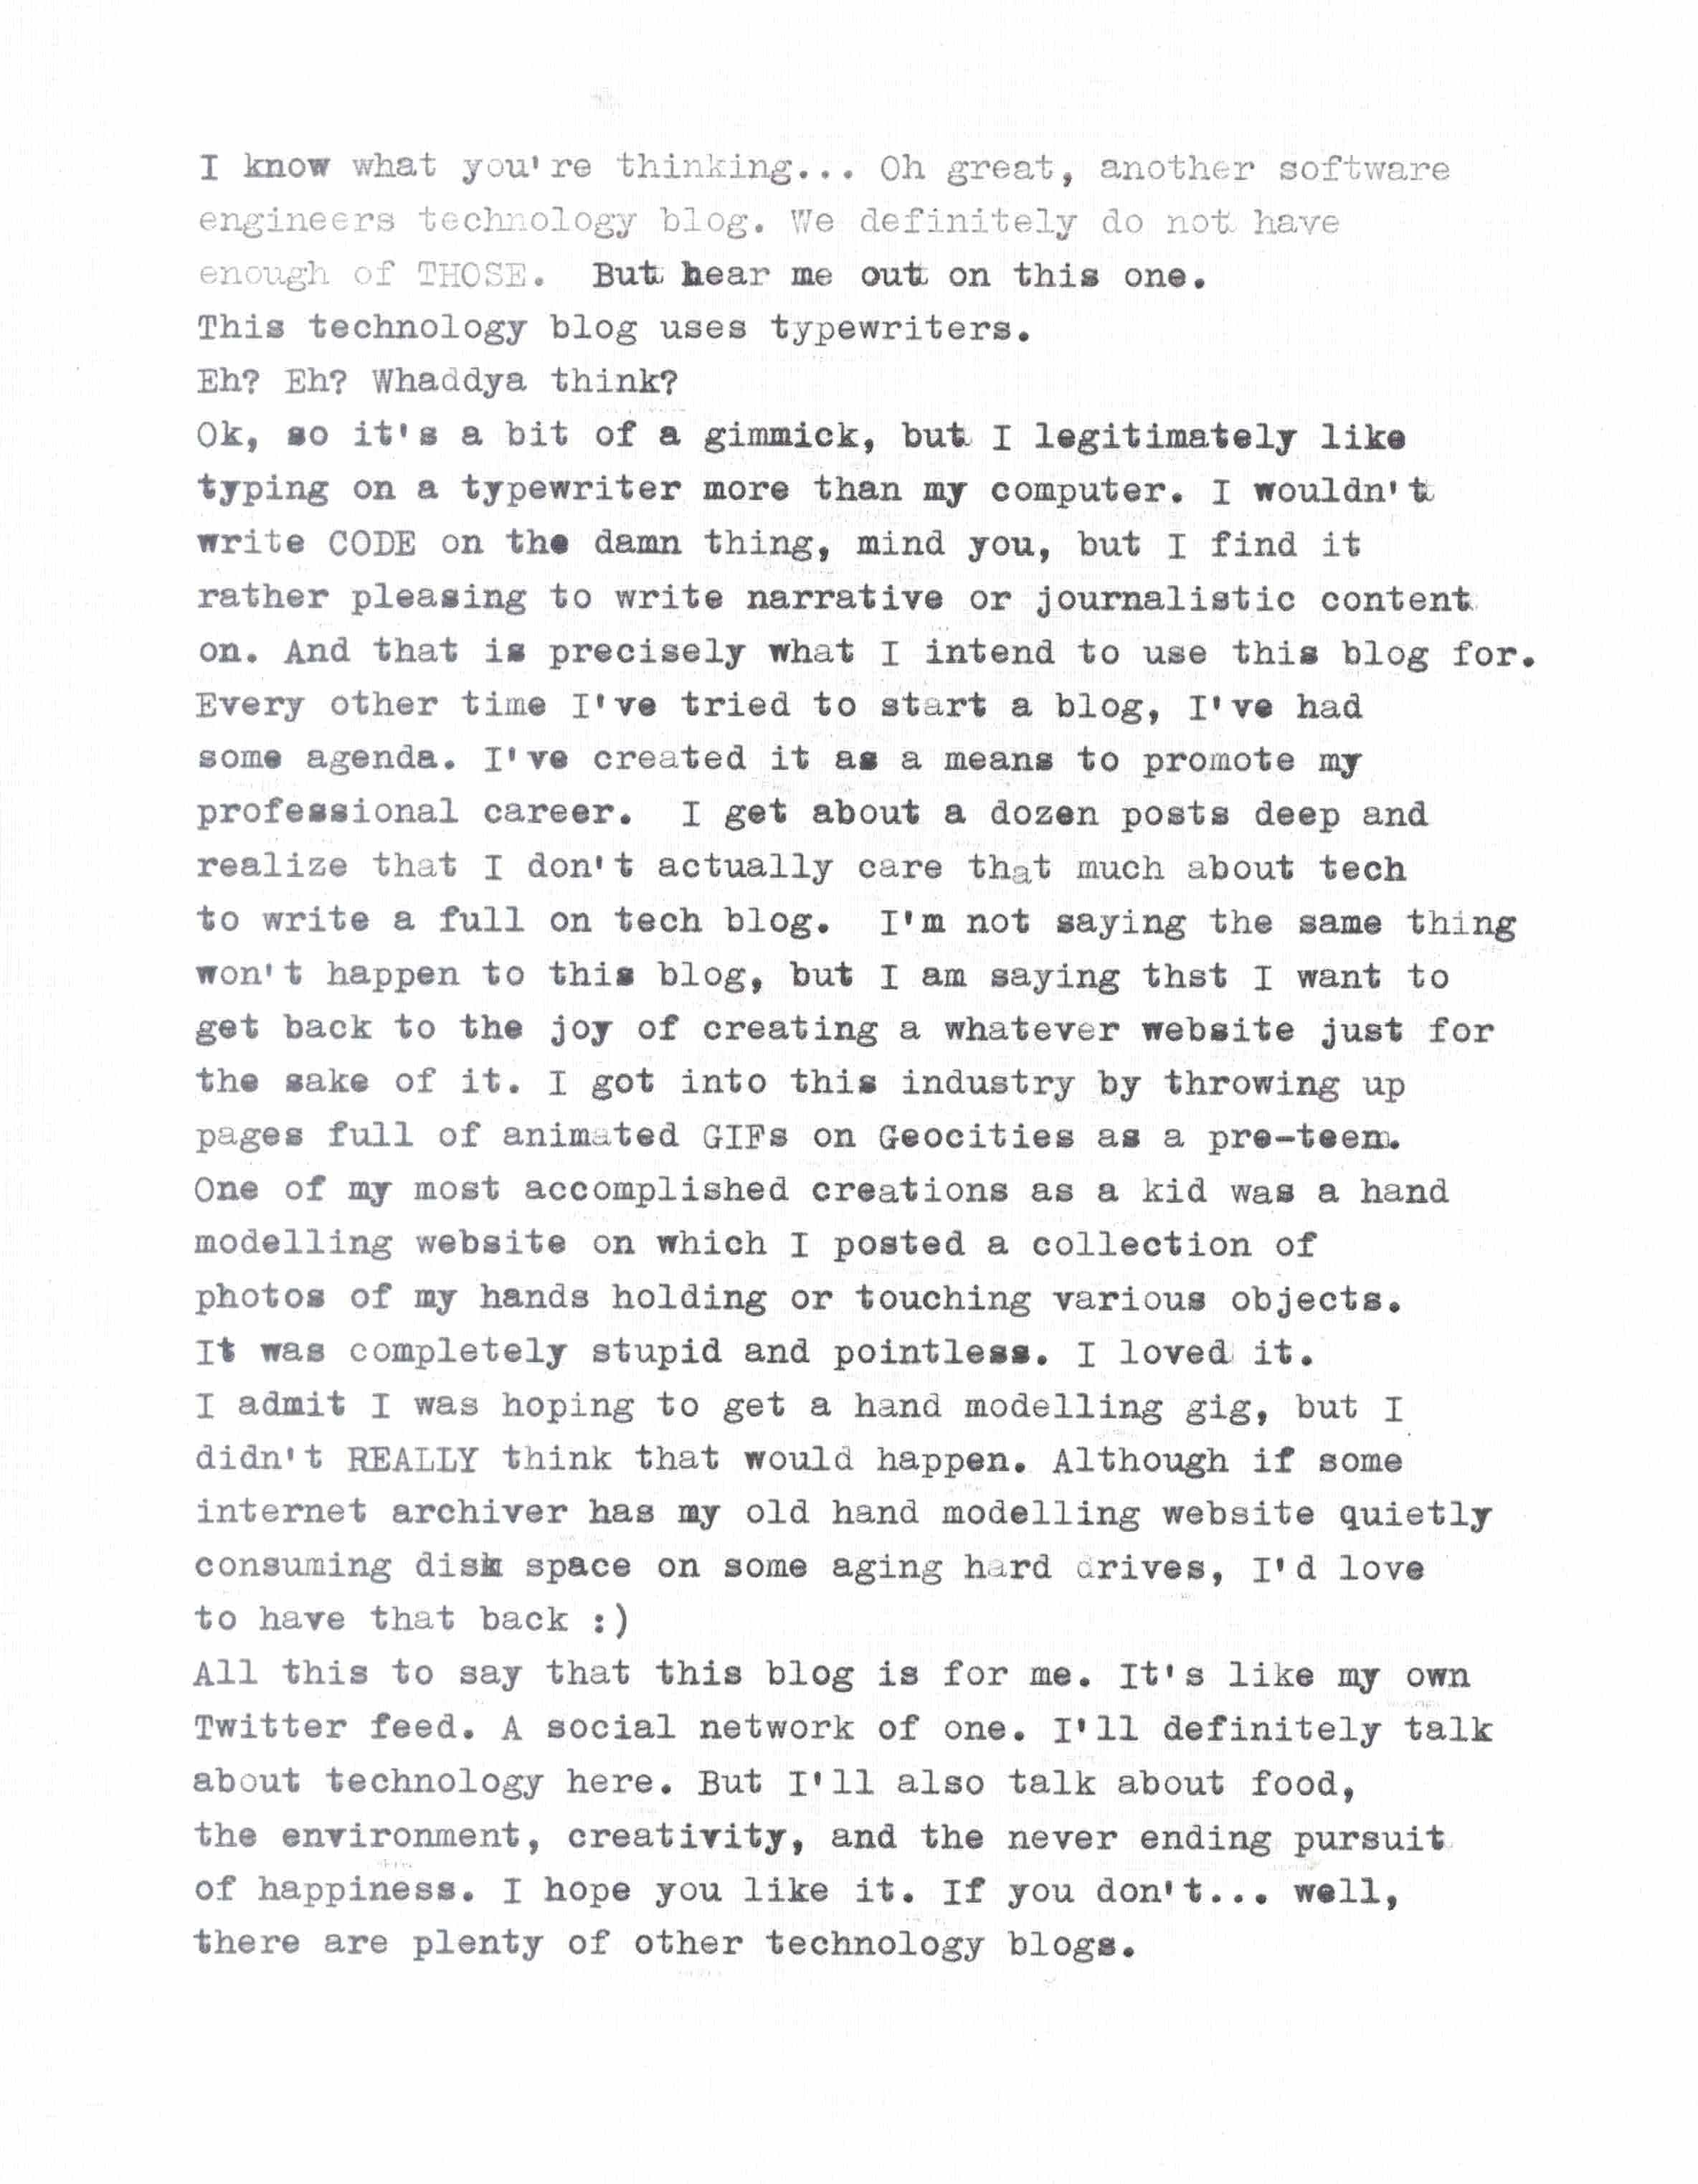 I know what you're thinking... Oh great, another software
engineers technology blog. We definitely do not have
enough of THOSE.  But hear me out on this one.
This technology blog uses typewriters.
Eh? Eh? Whaddya think?
Ok, so it's a bit of a gimmick, but I legitimately like
typing on a typewriter more than my computer. I wouldn't
write CODE on the damn thing, mind you, but I find it
rather pleasing to write narrative or journalistic content
on. And that is precisely what I intend to use this blog for.
Every other time I've tried to start a blog, I've had
some agenda. I've created it as a means to promote my
professional career.  I get about a dozen posts deep and
realize that I don't actually care that much about tech
to write a full on tech blog.  I'm not saying the same thing
won't happen to this blog, but I am saying thst I want to
get back to the joy of creating a whatever website just for
the sake of it. I got into this industry by throwing up
pages full of animated GIFs on Geocities as a pre-teen.
One of my most accomplished creations as a kid was a hand
modelling website on which I posted a collection of
photos of my hands holding or touching various objects.
It was completely stupid and pointless. I loved it.
I admit I was hoping to get a hand modelling gig, but I
didn't REALLY think that would happen. Although if some
internet archiver has my old hand modelling website quietly
consuming disk space on some aging hard drives, I'd love
to have that back :)
All this to say that this blog is for me. It's like my own
Twitter feed. A social network of one. I'll definitely talk
about technology here. But I'll also talk about food,
the environment, creativity, and the never ending pursuit
of happiness. I hope you like it. If you don't... well,
there are plenty of other technology blogs.